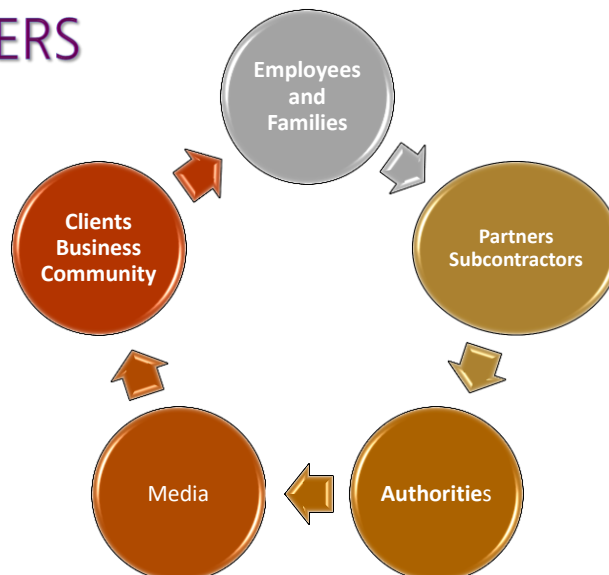 ERS
Employees
and
Families
Partners
Subcontractors
Authorities
Media
Clients
Business
Community